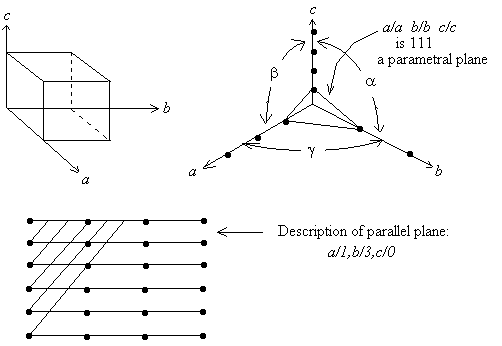 c
b
a
c
a/a b/b c/c
is 111
a parametral plane
β
α
γ
a
b
Description of parallel plane:
a/1,b/3,c/0